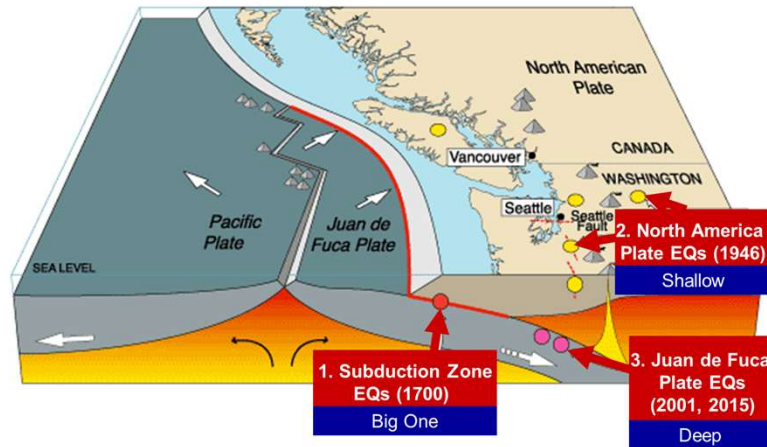 North American
Plate
CANADA
Vancouver
WASHINGTON
Seattle
Seattle
Fault
Pacific
Plate
Juan de
Fuca Plate
SEA LEVEL
2. North America
Plate EQs (1946)
Shallow
1. Subduction Zone
EQs (1700)
Big One
3. Juan de Fuca
Plate EQs
(2001, 2015)
Deep